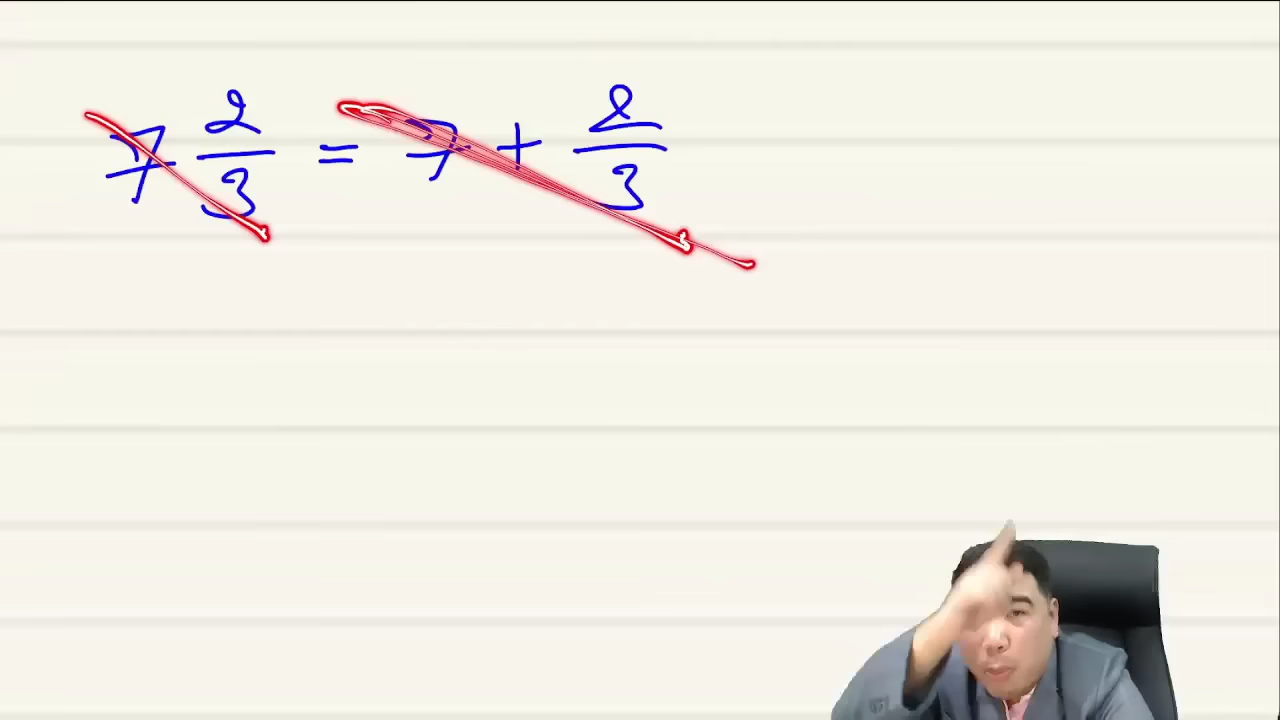 7 2/3 = 7 + 2/3